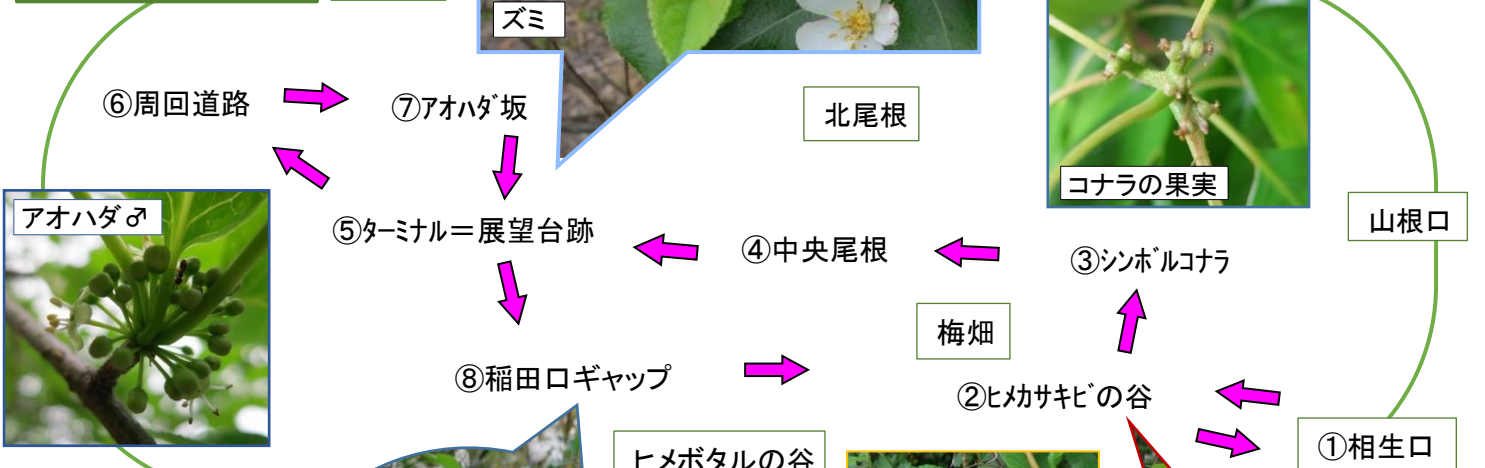 ズミ
⑥周回道路
⑦ｱｵﾊﾀﾞ坂
北尾根
コナラの果実
アオハダ♂
山根口
⑤ﾀｰﾐﾅﾙ＝展望台跡
④中央尾根
③ｼﾝﾎﾞﾙｺﾅﾗ
梅畑
⑧稲田口ギャップ
②ﾋﾒｶｻｷﾋﾞの谷
①相生口
ヒメボタルの谷